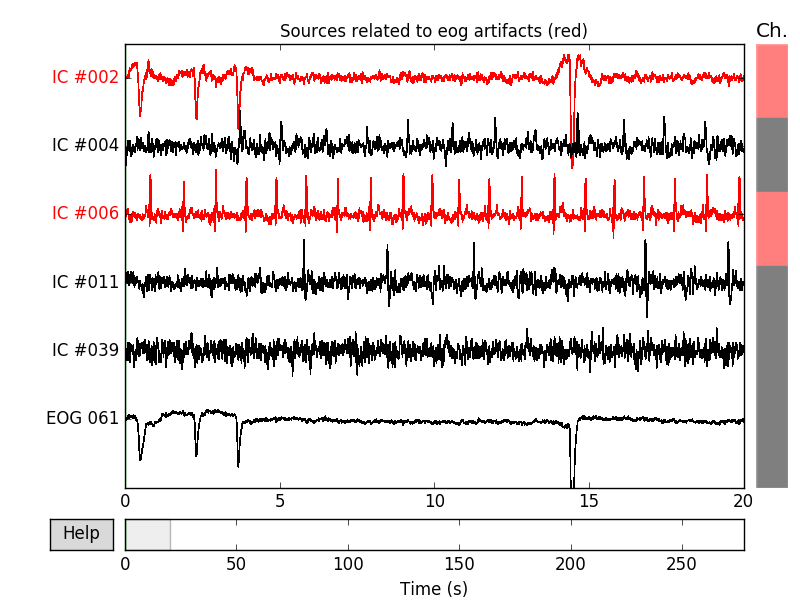 Sources related to eog artifacts (red)
Ch.
IC #002
IC #004
IC #006
IC #011
IC #039
EOG 061
0 5 10 15 20
Help
0 50 100 150 200 250
Time (s)